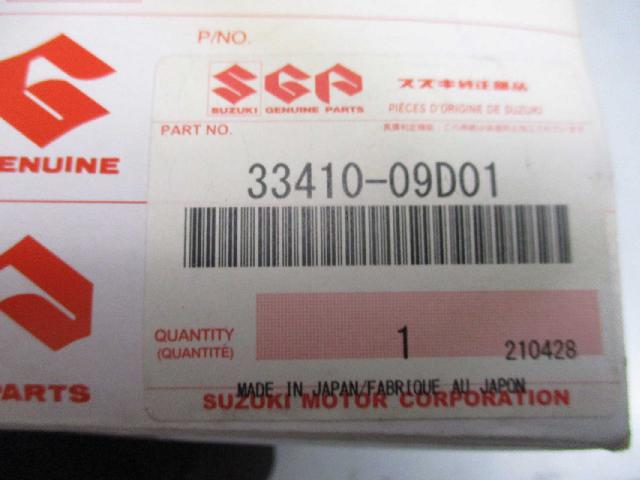 P/NO.
SGP スズキ純正部品
SUZUKI GENUINE PARTS
PIÈCES D'ORIGINE DE SUZUKI
PART NO.
GENUINE
33410-09D01
QUANTITY
(QUANTITÉ)
1
210428
MADE IN JAPAN/FABRIQUE AU JAPON
PARTS
SUZUKI MOTOR CORPORATION